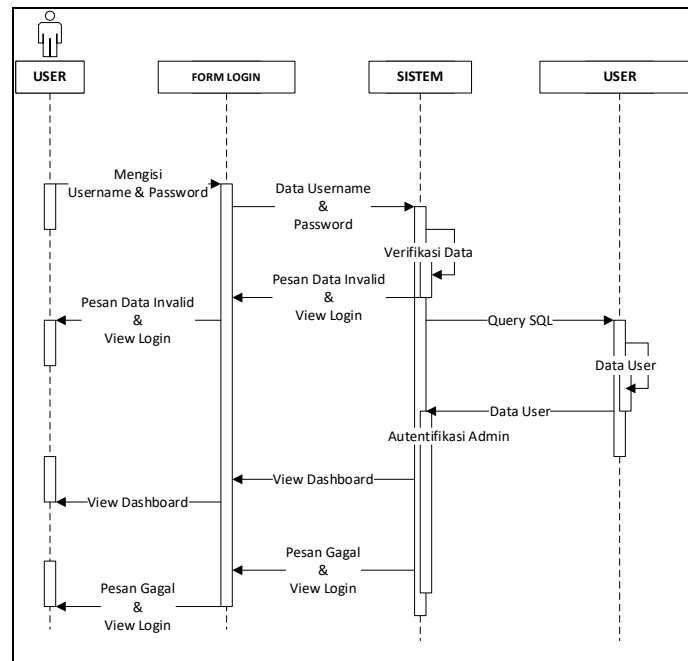 USER
FORM LOGIN
SISTEM
USER
Mengisi
Username & Password
Data Username
&
Password
Verifikasi Data
Pesan Data Invalid
&
View Login
Pesan Data Invalid
&
View Login
Query SQL
Data User
Data User
Autentifikasi Admin
View Dashboard
View Dashboard
Pesan Gagal
&
View Login
Pesan Gagal
&
View Login